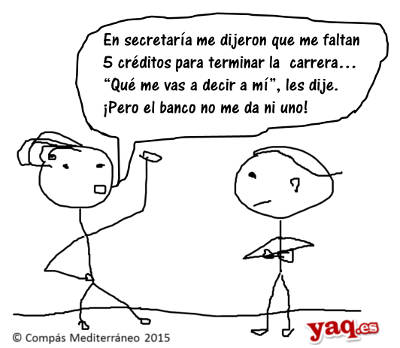 En secretaría me dijeron que me faltan
5 créditos para terminar la carrera...
“Qué me vas a decir a mí”, les dije.
¡Pero el banco no me da ni uno!
© Compás Mediterráneo 2015
yaq.es